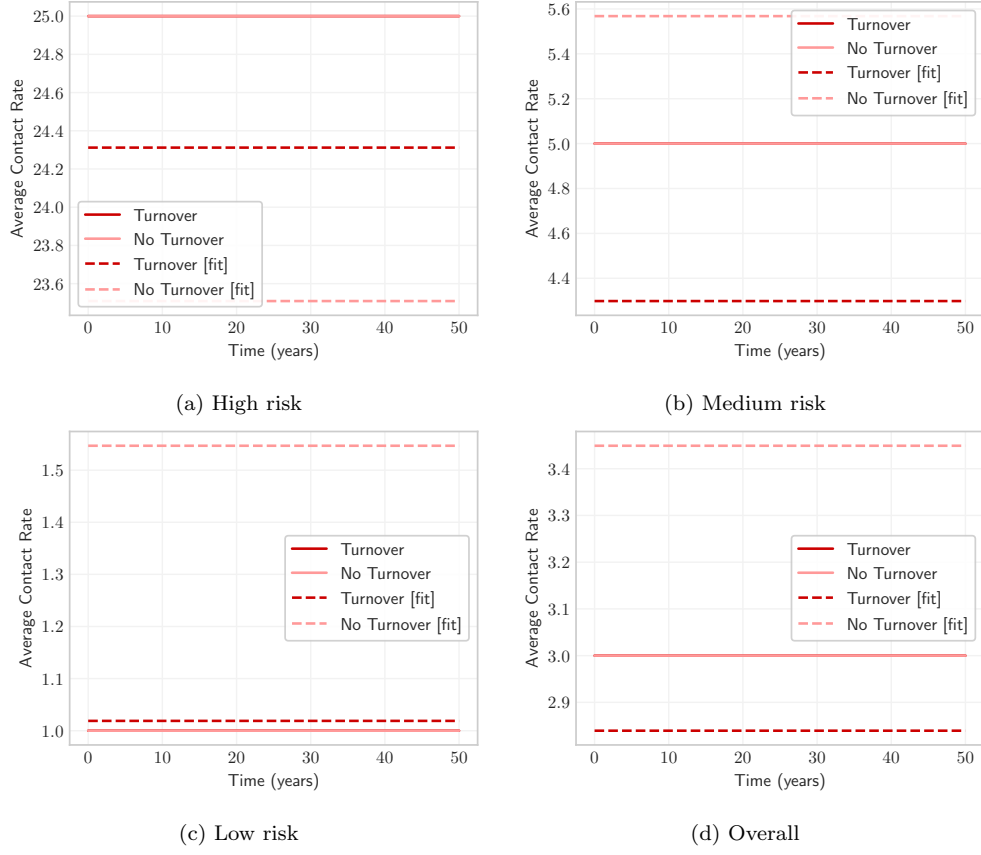 25.0
24.8
24.6
24.4
24.2
24.0
23.8
23.6
Average Contact Rate
Turnover
No Turnover
Turnover [fit]
No Turnover [fit]
0 10 20 30 40 50
Time (years)
(a) High risk
5.6
5.4
5.2
5.0
4.8
4.6
4.4
Average Contact Rate
Turnover
No Turnover
Turnover [fit]
No Turnover [fit]
0 10 20 30 40 50
Time (years)
(b) Medium risk
1.5
1.4
1.3
1.2
1.1
1.0
Average Contact Rate
Turnover
No Turnover
Turnover [fit]
No Turnover [fit]
0 10 20 30 40 50
Time (years)
(c) Low risk
3.4
3.3
3.2
3.1
3.0
2.9
Average Contact Rate
Turnover
No Turnover
Turnover [fit]
No Turnover [fit]
0 10 20 30 40 50
Time (years)
(d) Overall